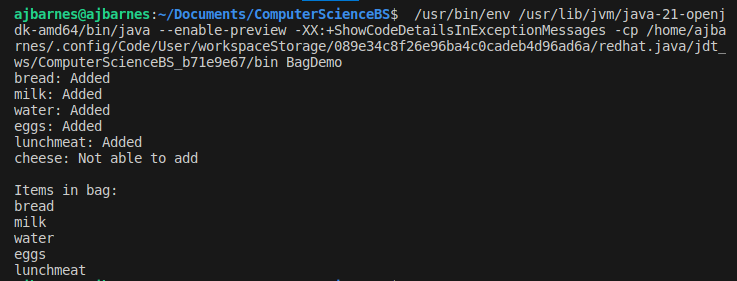 ajbarnes@ajbarnes:~/Documents/ComputerScienceBS$  /usr/bin/env /usr/lib/jvm/java-21-openj
dk-amd64/bin/java --enable-preview -XX:+ShowCodeDetailsInExceptionMessages -cp /home/ajba
rnes/.config/Code/User/workspaceStorage/089e34c8f26e96ba4c0cadeb4d96ad6a/redhat.java/jdt_
ws/ComputerScienceBS_b71e9e67/bin BagDemo
bread: Added
milk: Added
water: Added
eggs: Added
lunchmeat: Added
cheese: Not able to add

Items in bag:
bread
milk
water
eggs
lunchmeat